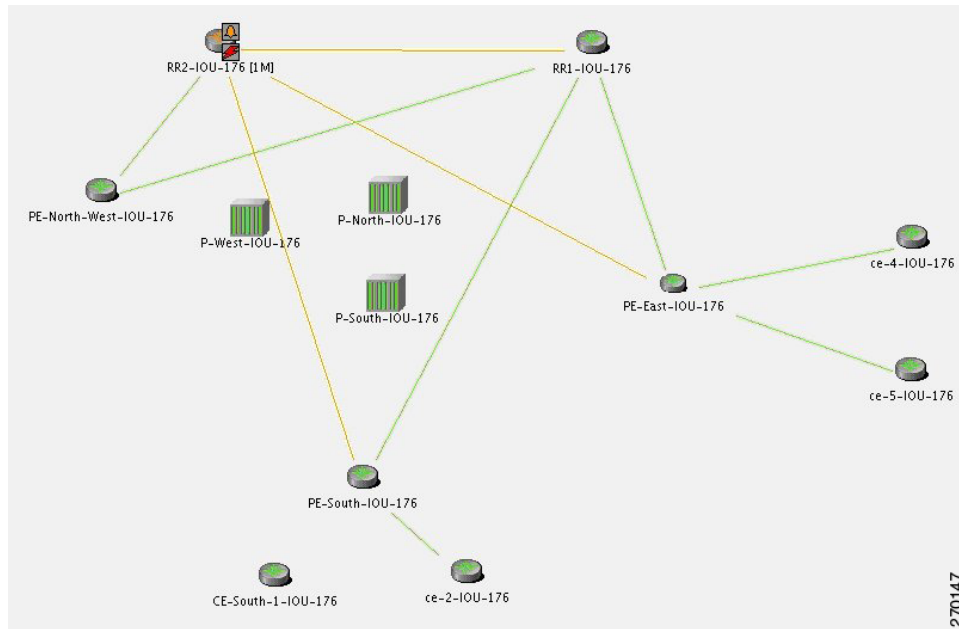 RR2-IOU-176 [1M]
RR1-IOU-176
PE-North-West-IOU-176
P-West-IOU-176
P-North-IOU-176
ce-4-IOU-176
PE-East-IOU-176
P-South-IOU-176
ce-5-IOU-176
PE-South-IOU-176
CE-South-1-IOU-176
ce-2-IOU-176
270147